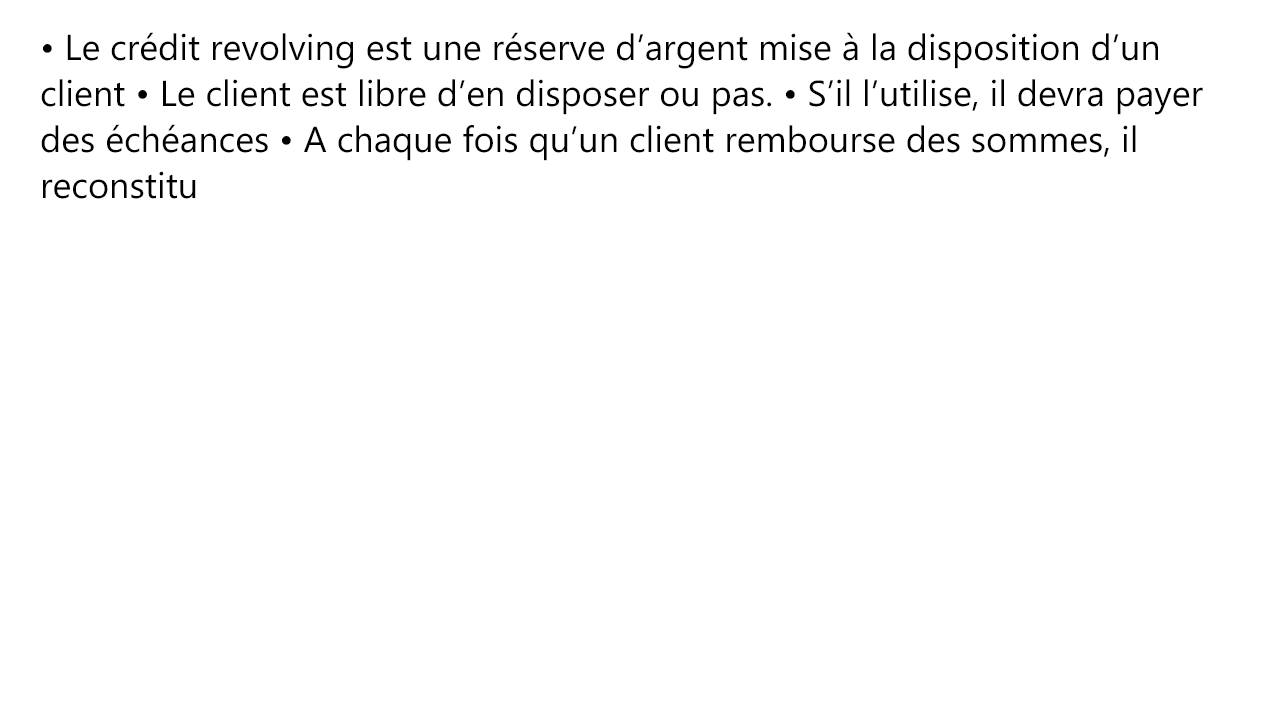 • Le crédit revolving est une réserve d’argent mise à la disposition d’un
client • Le client est libre d’en disposer ou pas. • S’il l’utilise, il devra payer
des échéances • A chaque fois qu’un client rembourse des sommes, il
reconstitu